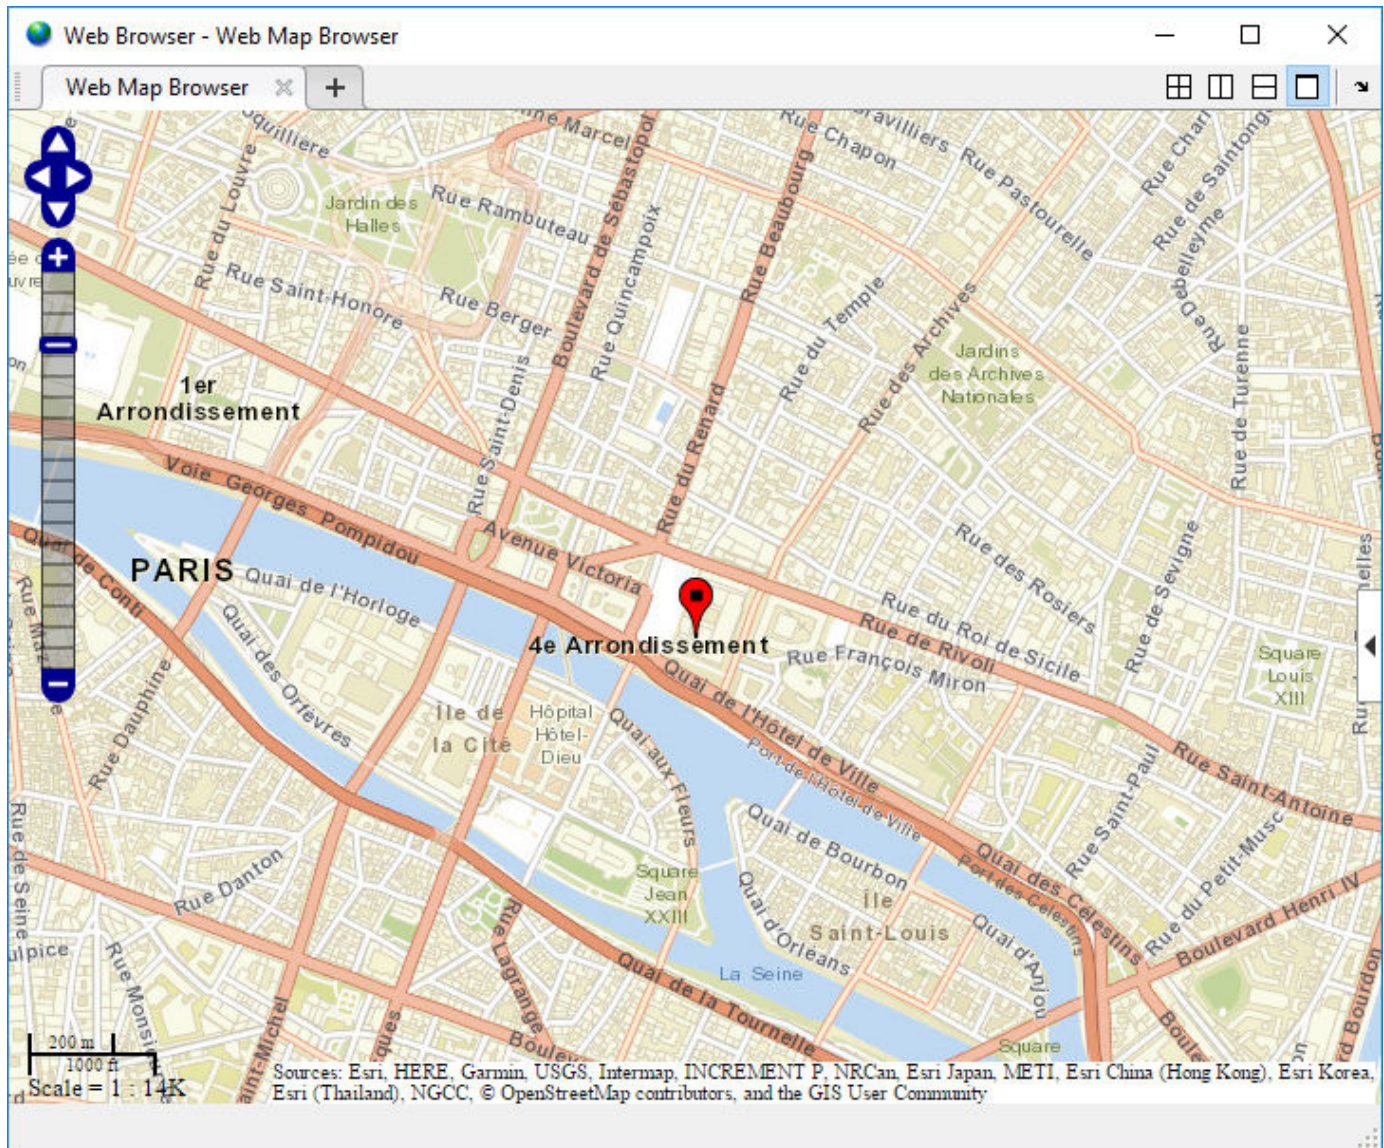 Web Browser - Web Map Browser
Web Map Browser
Rue Chapon
Rue Pastourelle
Rue de Saintonge
Rue Debelleyme
Rue du Louvre
Jardin des
Halles
Rue Rambuteau
Boulevard de Sébastopol
Rue Quincampoix
Rue Beaubourg
Rue Saint-Honore
Rue Berger
Rue du Temple
Rue des Archives
Jardins
des Archives
Nationales
Rue de Turenne
1er
Arrondissement
Rue Saint-Denis
Rue du Renard
Voie Georges Pompidou
Avenue Victoria
Rue des Rosiers
Rue de Sevigne
Quai de Conti
PARIS
Quai de l'Horloge
Quai des Orfèvres
4e Arrondissement
Rue du Roi de Sicile
Rue de Rivoli
Rue François Miron
Square
Louis
XIII
Rue Dauphine
Île de
la Cité
Hôpital
Hôtel-
Dieu
Quai aux Fleurs
Quai de l'Hôtel de Ville
Port de l'Hôtel de Ville
Rue Saint-Antoine
Rue Saint-Paul
Rue du Petit-Musc
Rue de Seine
Rue Danton
Square
Jean
XXIII
Quai de Bourbon
Quai d'Orléans
Île
Saint-Louis
Quai des Célestins
Port des Célestins
Quai d'Anjou
Boulevard Henri IV
Rue Lagrange
La Seine
Quai de la Tournelle
Square
200 m
1000 ft
Scale = 1 : 14K
Sources: Esri, HERE, Garmin, USGS, Intermap, INCREMENT P, NRCan, Esri Japan, METI, Esri China (Hong Kong), Esri Korea,
Esri (Thailand), NGCC, © OpenStreetMap contributors, and the GIS User Community